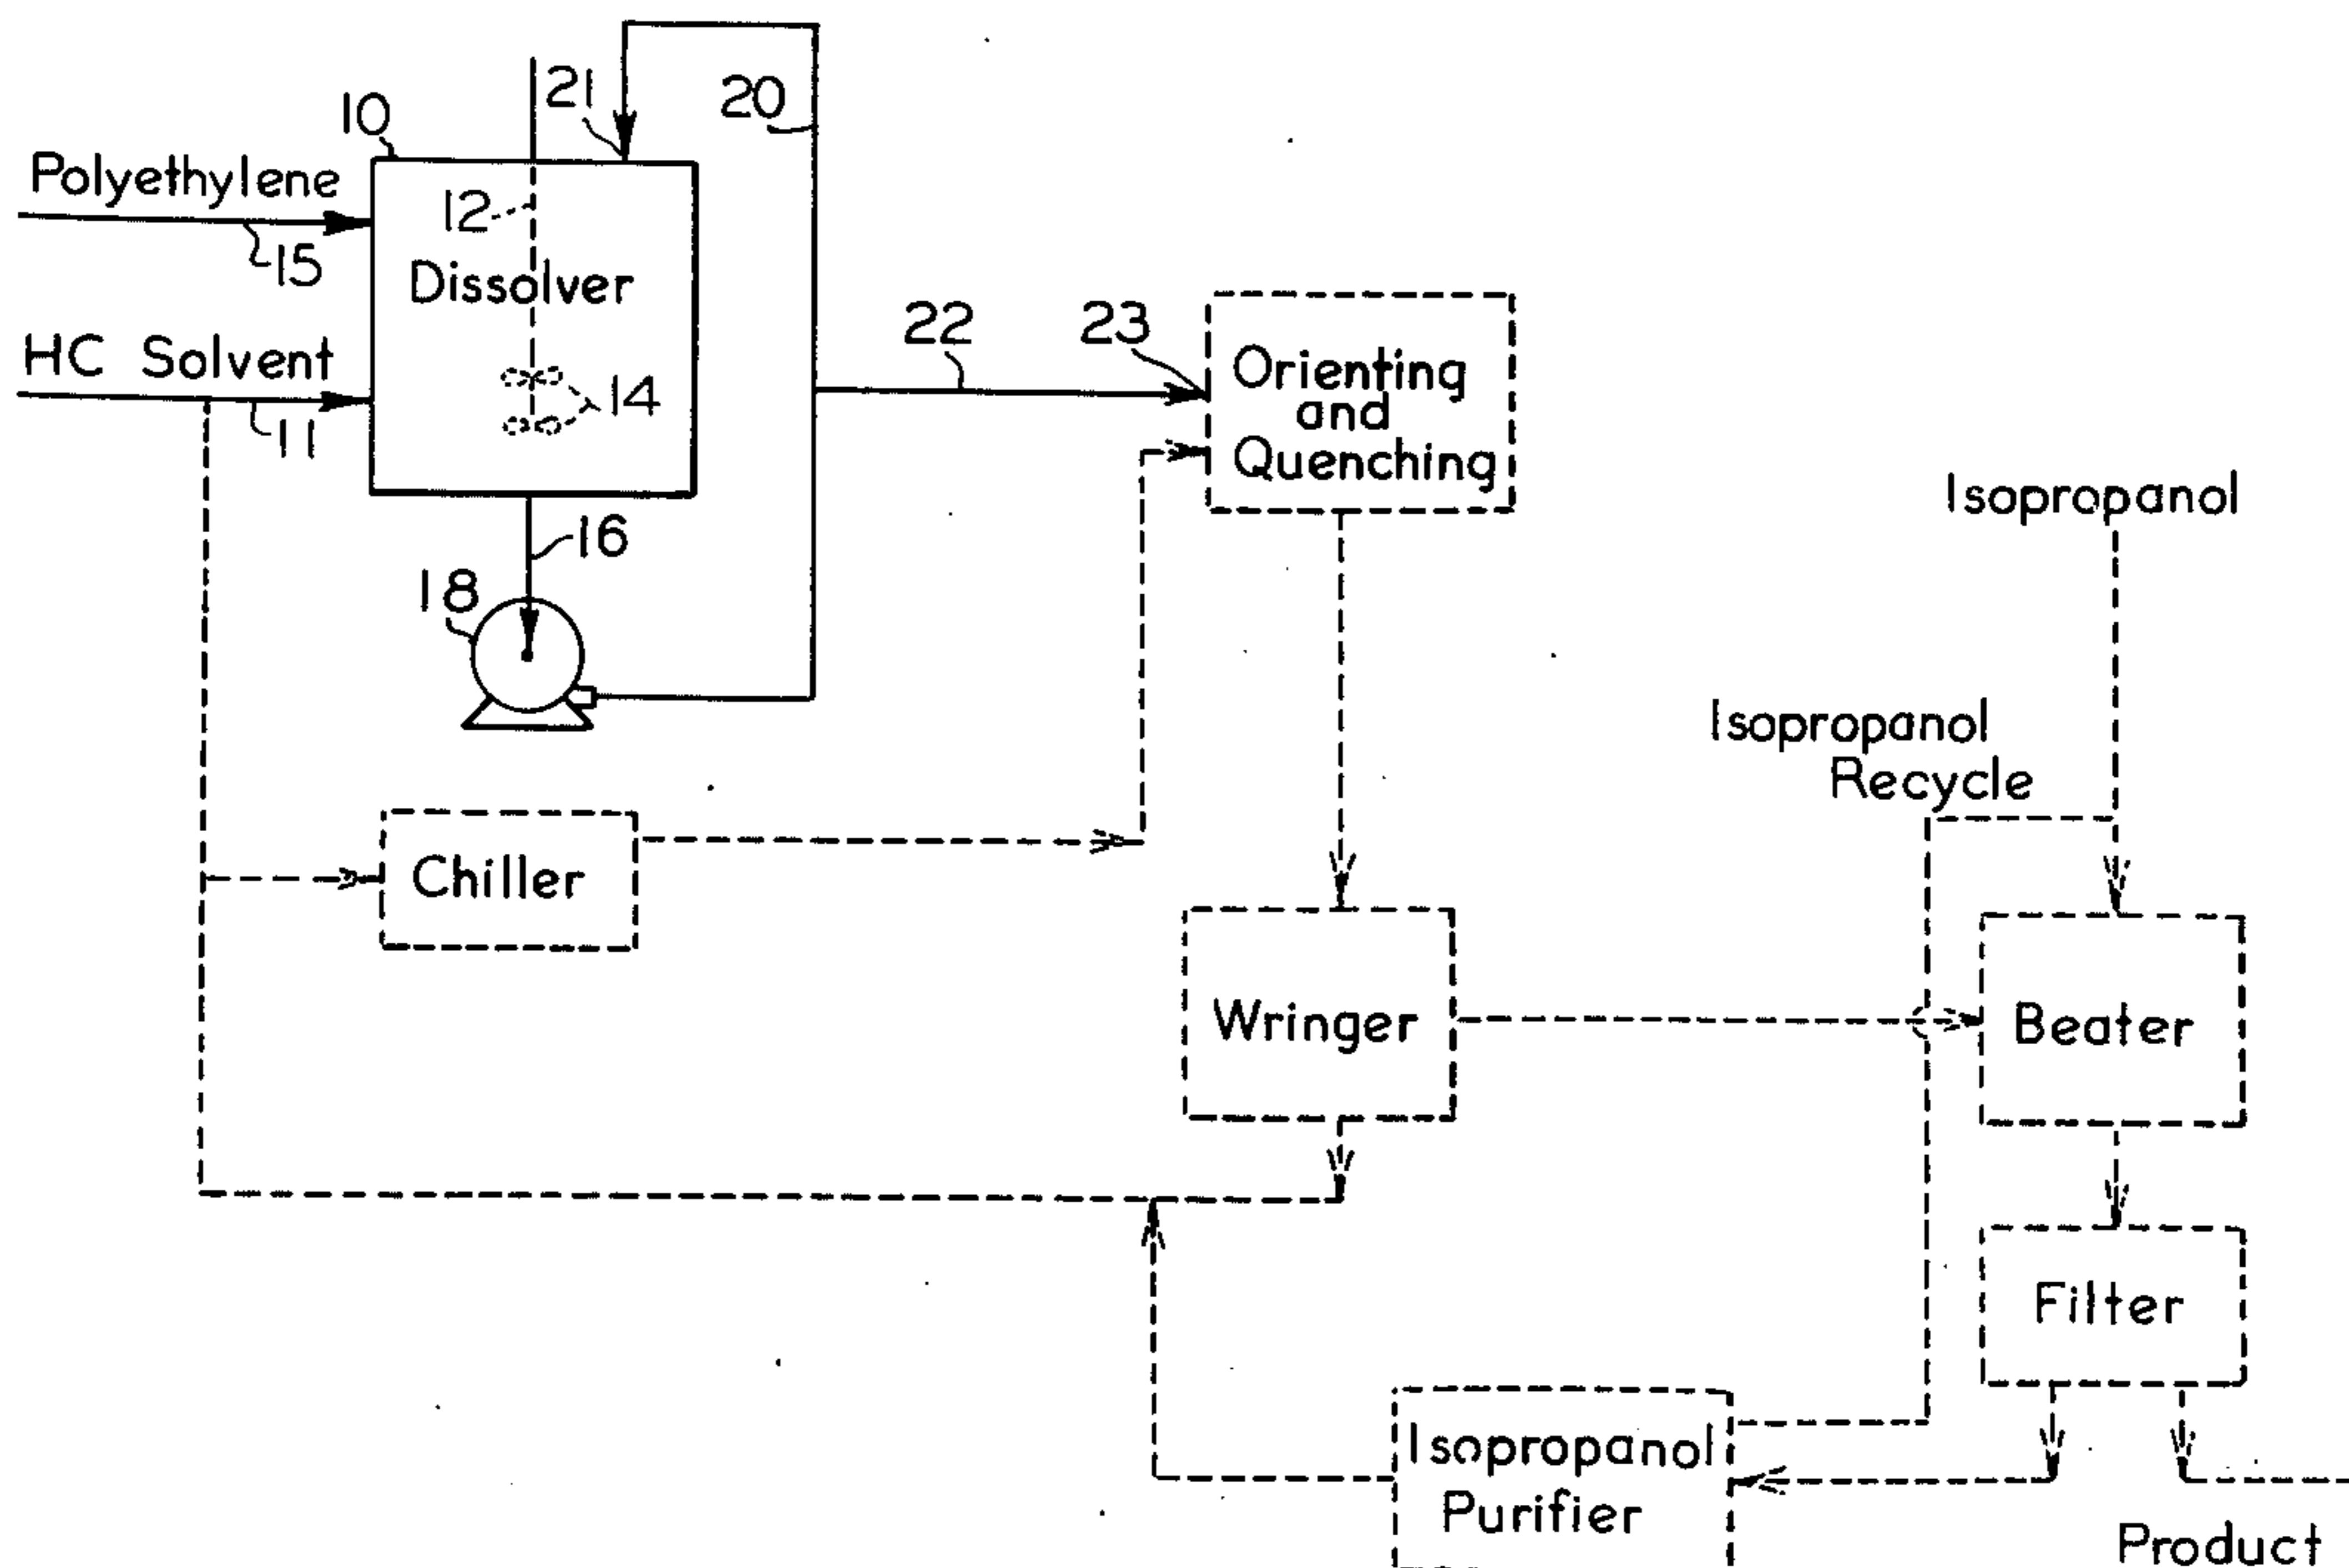 20
21
10
Polyethylene
12
15
Dissolver
22
23
HC Solvent
14
11
Orienting
and
Quenching
Isopropanol
16
18
Isopropanol
Recycle
Chiller
Wringer
Beater
Filter
Isopropanol
Purifier
Product